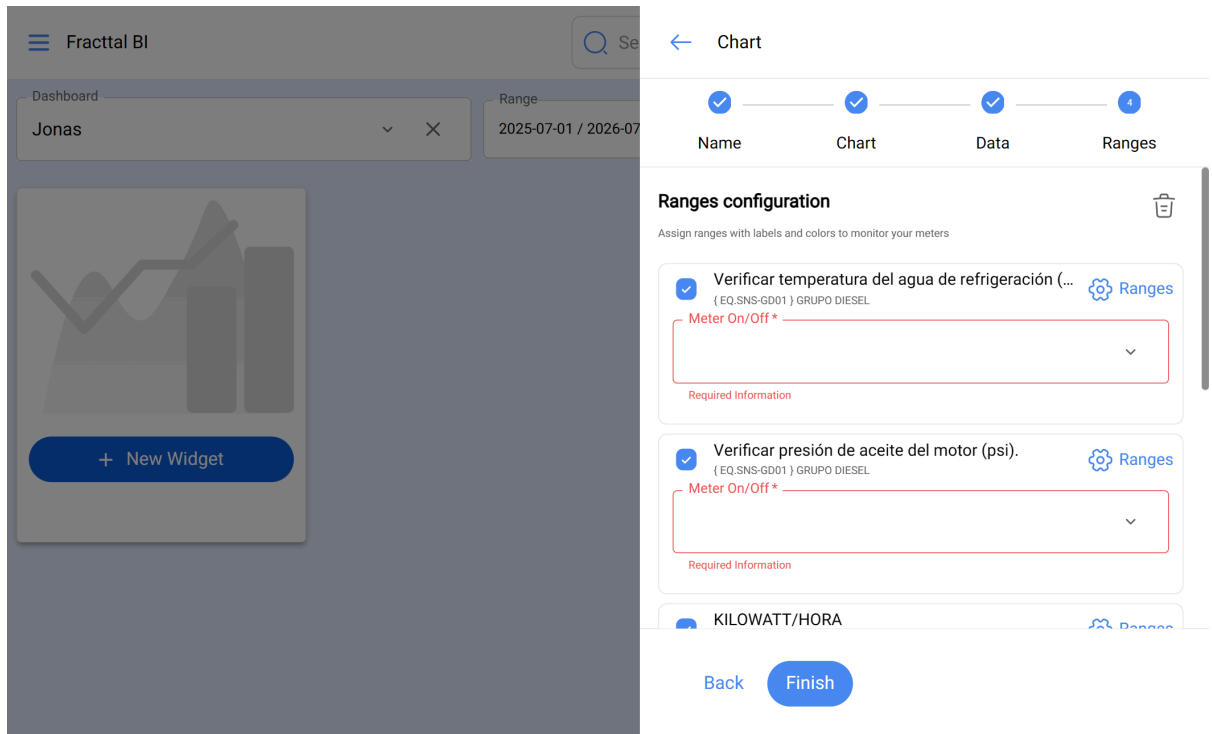 Fracttal BI
Se
Dashboard
Jonas
Range
2025-07-01 / 2026-07
+ New Widget
Chart
4
Name
Chart
Data
Ranges
Ranges configuration
Assign ranges with labels and colors to monitor your meters
Verificar temperatura del agua de refrigeración (...
{ EQ.SNS-GD01 } GRUPO DIESEL
Ranges
Meter On/Off *
Required Information
Verificar presión de aceite del motor (psi).
{ EQ.SNS-GD01 } GRUPO DIESEL
Ranges
Meter On/Off *
Required Information
KILOWATT/HORA
Ranges
Back
Finish